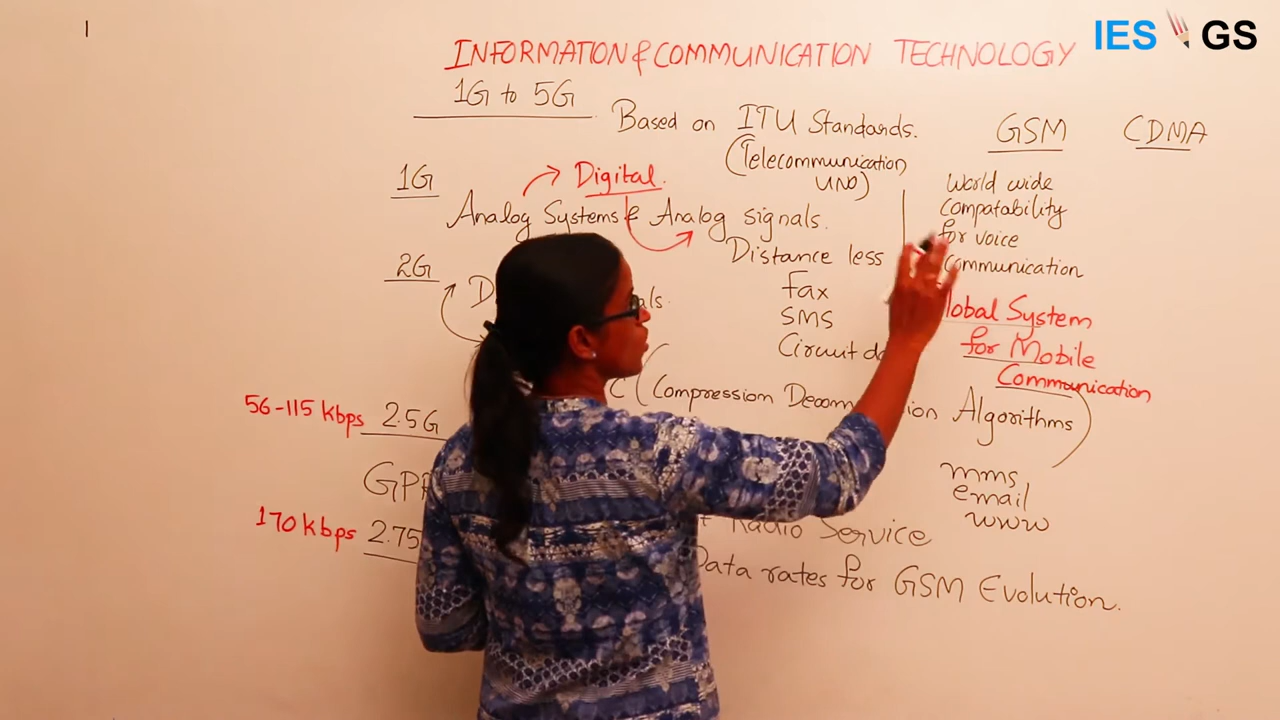 IES GS
INFORMATION & COMMUNICATION TECHNOLOGY
1G to 5G
Based on ITU Standards.
(Telecommunication
UNO)
GSM
CDMA
World wide
Compatability
for voice
Communication
Global System
for Mobile
Communication
1G
Digital.
Analog Systems & Analog signals.
Distance less
2G
Fax
SMS
Circuit
(Compression
Algorithms)
56-115 kbps 2.5G
mms
email
www
170 kbps 2.75
Radio Service
Data rates for GSM Evolution.